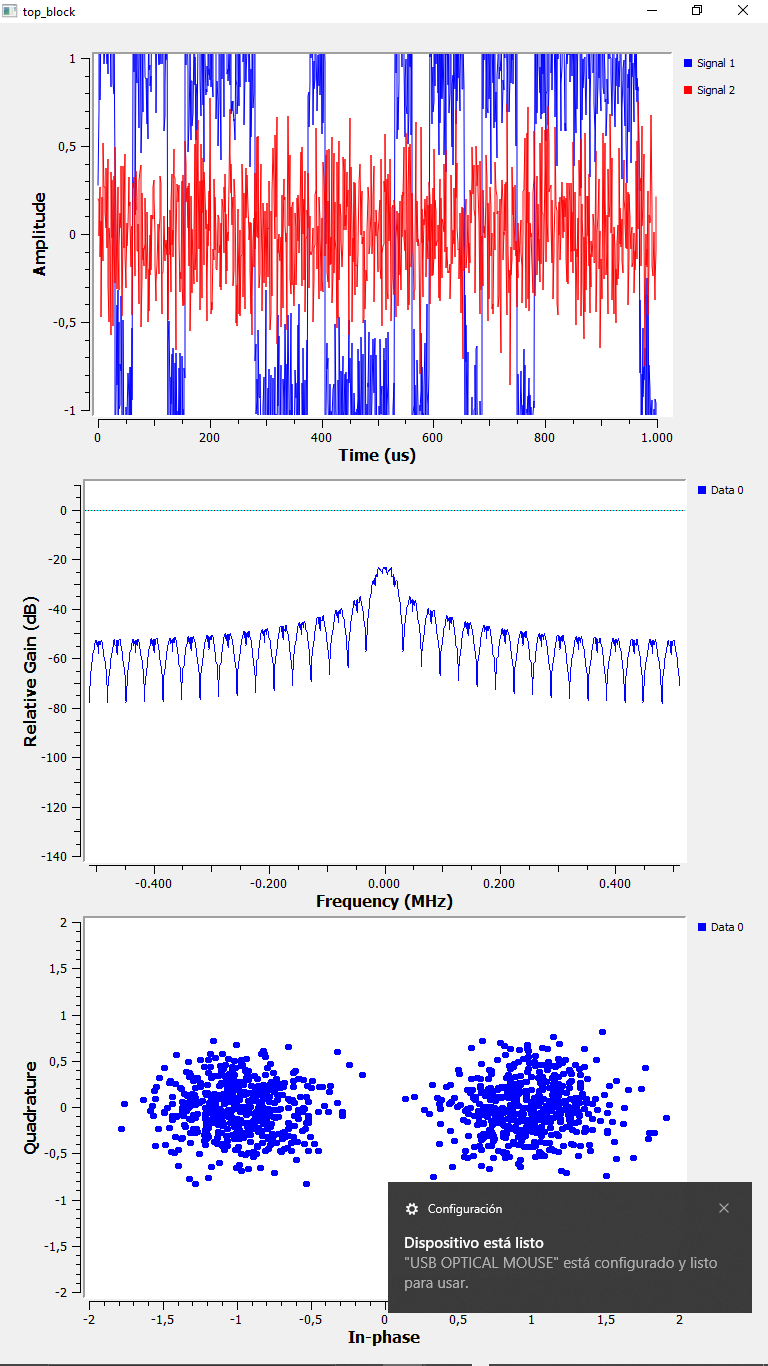 top_block
1
0,5
0
-0,5
-1
Amplitude
0
200
400
600
800
1.000
Time (us)
Signal 1
Signal 2
0
-20
-40
-60
-80
-100
-120
-140
Relative Gain (dB)
-0.400
-0.200
0.000
0.200
0.400
Frequency (MHz)
Data 0
2
1,5
1
0,5
0
-0,5
-1
-1,5
-2
Quadrature
-2
-1,5
-1
-0,5
0
0,5
1
1,5
2
In-phase
Data 0
Configuración
Dispositivo está listo
"USB OPTICAL MOUSE" está configurado y listo
para usar.